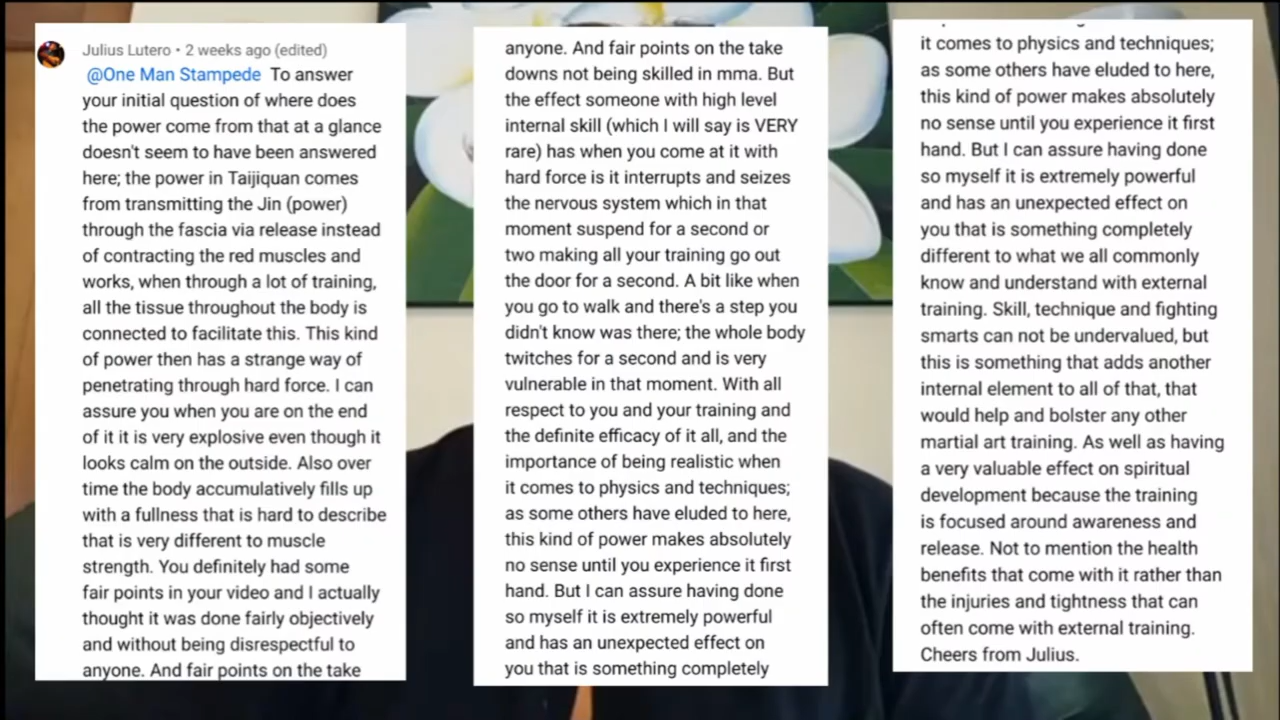 Julius Lutero • 2 weeks ago (edited)
@One Man Stampede To answer
your initial question of where does
the power come from that at a glance
doesn't seem to have been answered
here; the power in Taijiquan comes
from transmitting the Jin (power)
through the fascia via release instead
of contracting the red muscles and
works, when through a lot of training,
all the tissue throughout the body is
connected to facilitate this. This kind
of power then has a strange way of
penetrating through hard force. I can
assure you when you are on the end
of it it is very explosive even though it
looks calm on the outside. Also over
time the body accumulatively fills up
with a fullness that is hard to describe
that is very different to muscle
strength. You definitely had some
fair points in your video and I actually
thought it was done fairly objectively
and without being disrespectful to
anyone. And fair points on the take
anyone. And fair points on the take
downs not being skilled in mma. But
the effect someone with high level
internal skill (which I will say is VERY
rare) has when you come at it with
hard force is it interrupts and seizes
the nervous system which in that
moment suspend for a second or
two making all your training go out
the door for a second. A bit like when
you go to walk and there's a step you
didn't know was there; the whole body
twitches for a second and is very
vulnerable in that moment. With all
respect to you and your training and
the definite efficacy of it all, and the
importance of being realistic when
it comes to physics and techniques;
as some others have eluded to here,
this kind of power makes absolutely
no sense until you experience it first
hand. But I can assure having done
so myself it is extremely powerful
and has an unexpected effect on
you that is something completely
it comes to physics and techniques;
as some others have eluded to here,
this kind of power makes absolutely
no sense until you experience it first
hand. But I can assure having done
so myself it is extremely powerful
and has an unexpected effect on
you that is something completely
different to what we all commonly
know and understand with external
training. Skill, technique and fighting
smarts can not be undervalued, but
this is something that adds another
internal element to all of that, that
would help and bolster any other
martial art training. As well as having
a very valuable effect on spiritual
development because the training
is focused around awareness and
release. Not to mention the health
benefits that come with it rather than
the injuries and tightness that can
often come with external training.
Cheers from Julius.